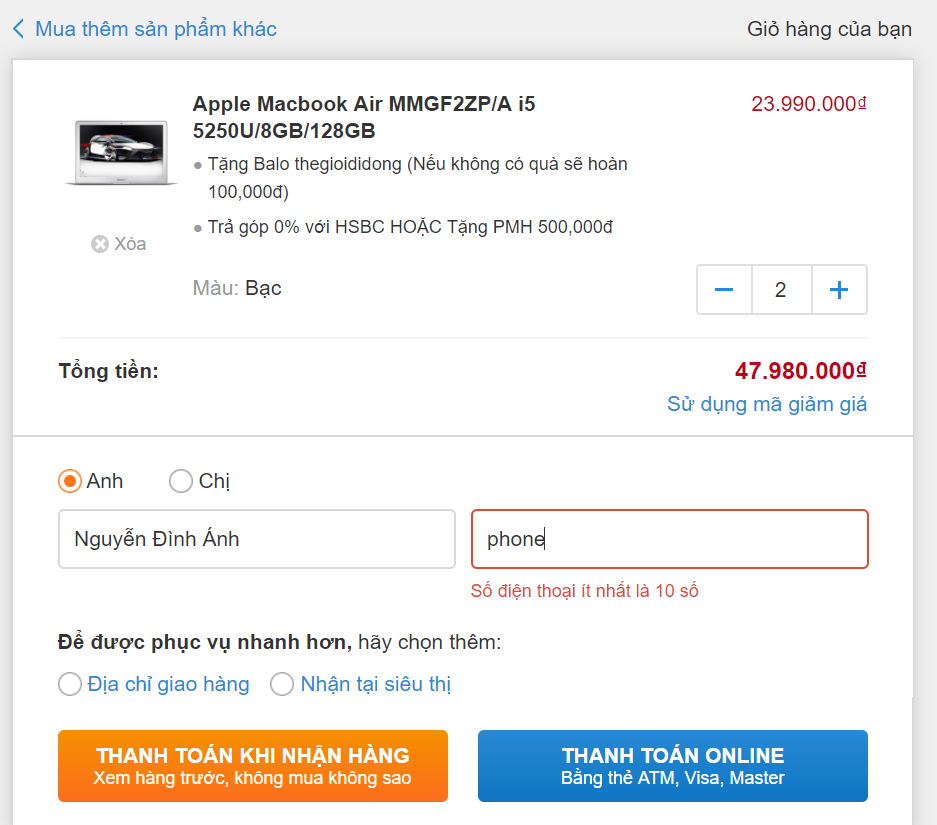 Mua thêm sản phẩm khác
Giỏ hàng của bạn
Apple Macbook Air MMGF2ZP/A i5
5250U/8GB/128GB
23.990.000₫
Tặng Balo thegioididong (Nếu không có quà sẽ hoàn
100,000đ)
Trả góp 0% với HSBC HOẶC Tặng PMH 500,000đ
Xóa
Màu: Bạc
2
Tổng tiền:
47.980.000₫
Sử dụng mã giảm giá
Anh
Chị
Nguyễn Đình Ánh
phone
Số điện thoại ít nhất là 10 số
Để được phục vụ nhanh hơn, hãy chọn thêm:
Địa chỉ giao hàng
Nhận tại siêu thị
THANH TOÁN KHI NHẬN HÀNG
Xem hàng trước, không mua không sao
THANH TOÁN ONLINE
Bằng thẻ ATM, Visa, Master